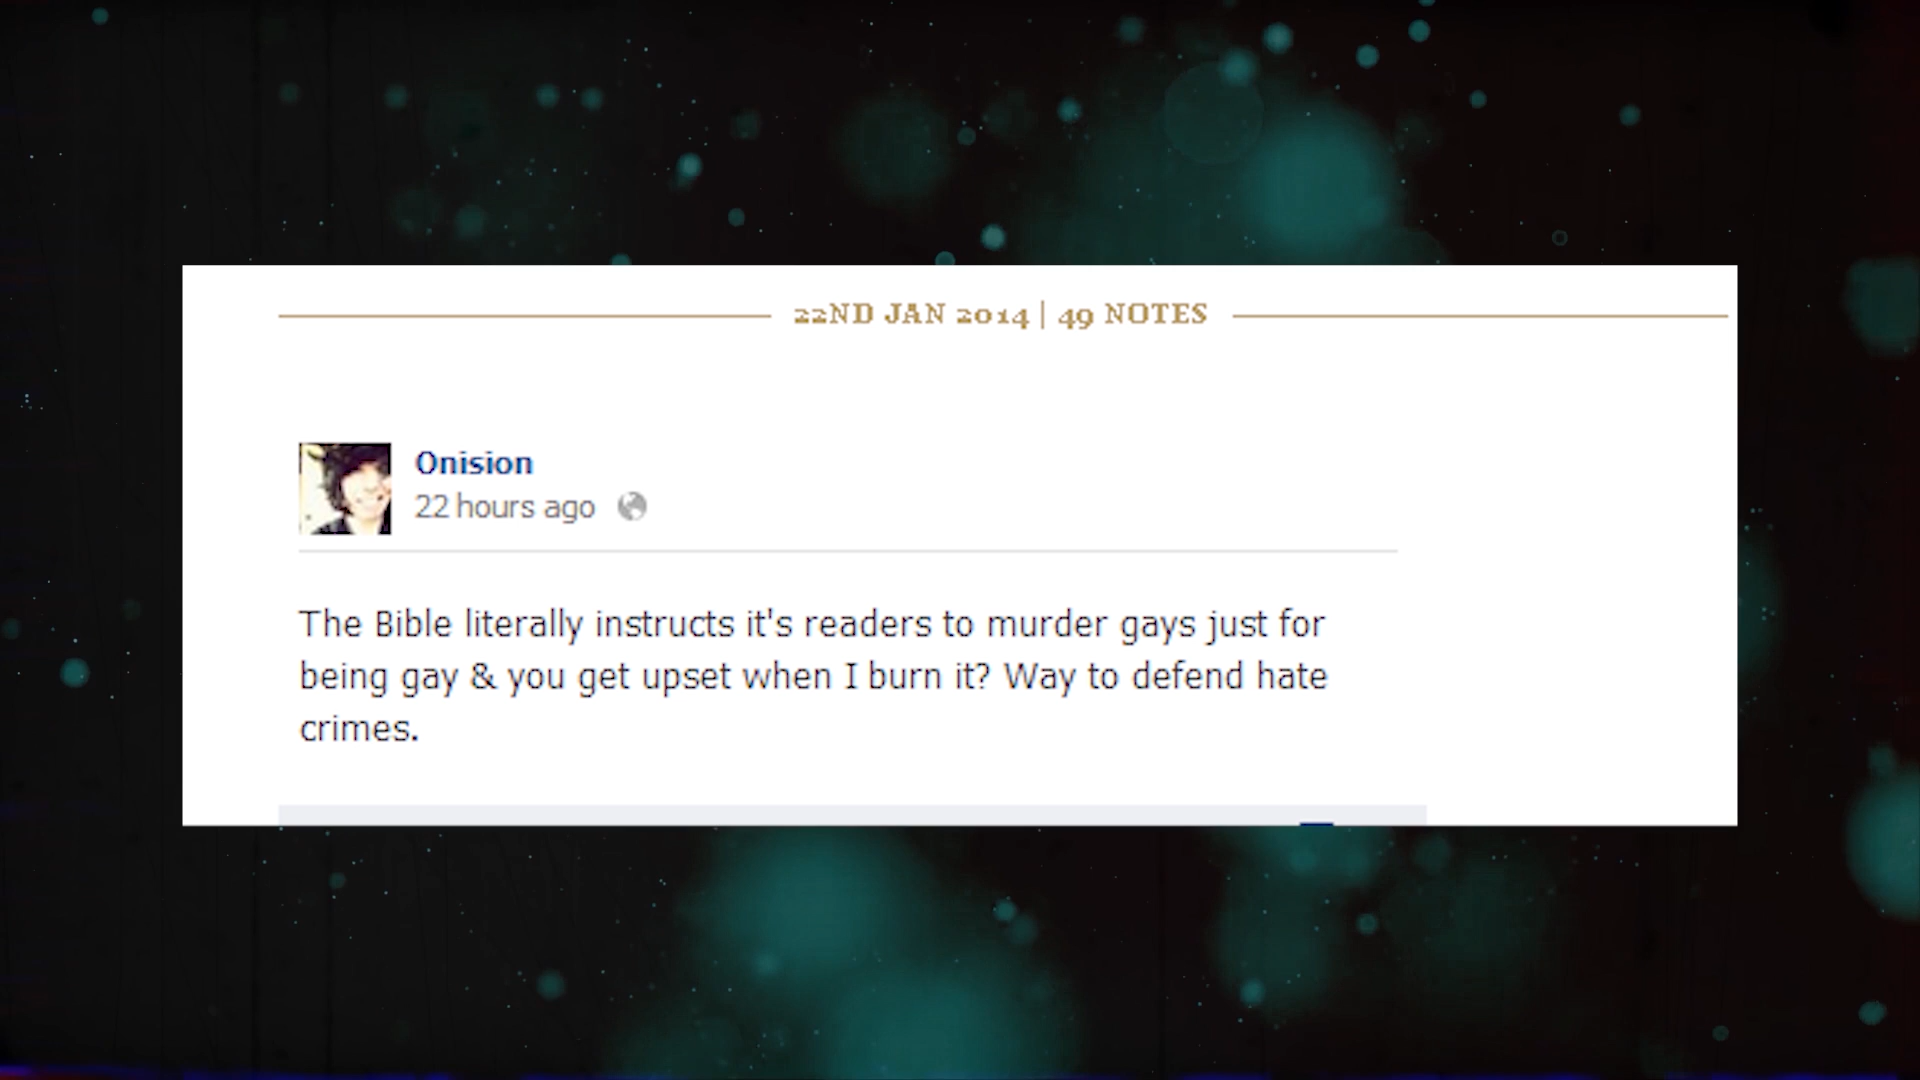 22ND JAN 2014 | 49 NOTES
Onision
22 hours ago
The Bible literally instructs it's readers to murder gays just for
being gay & you get upset when I burn it? Way to defend hate
crimes.